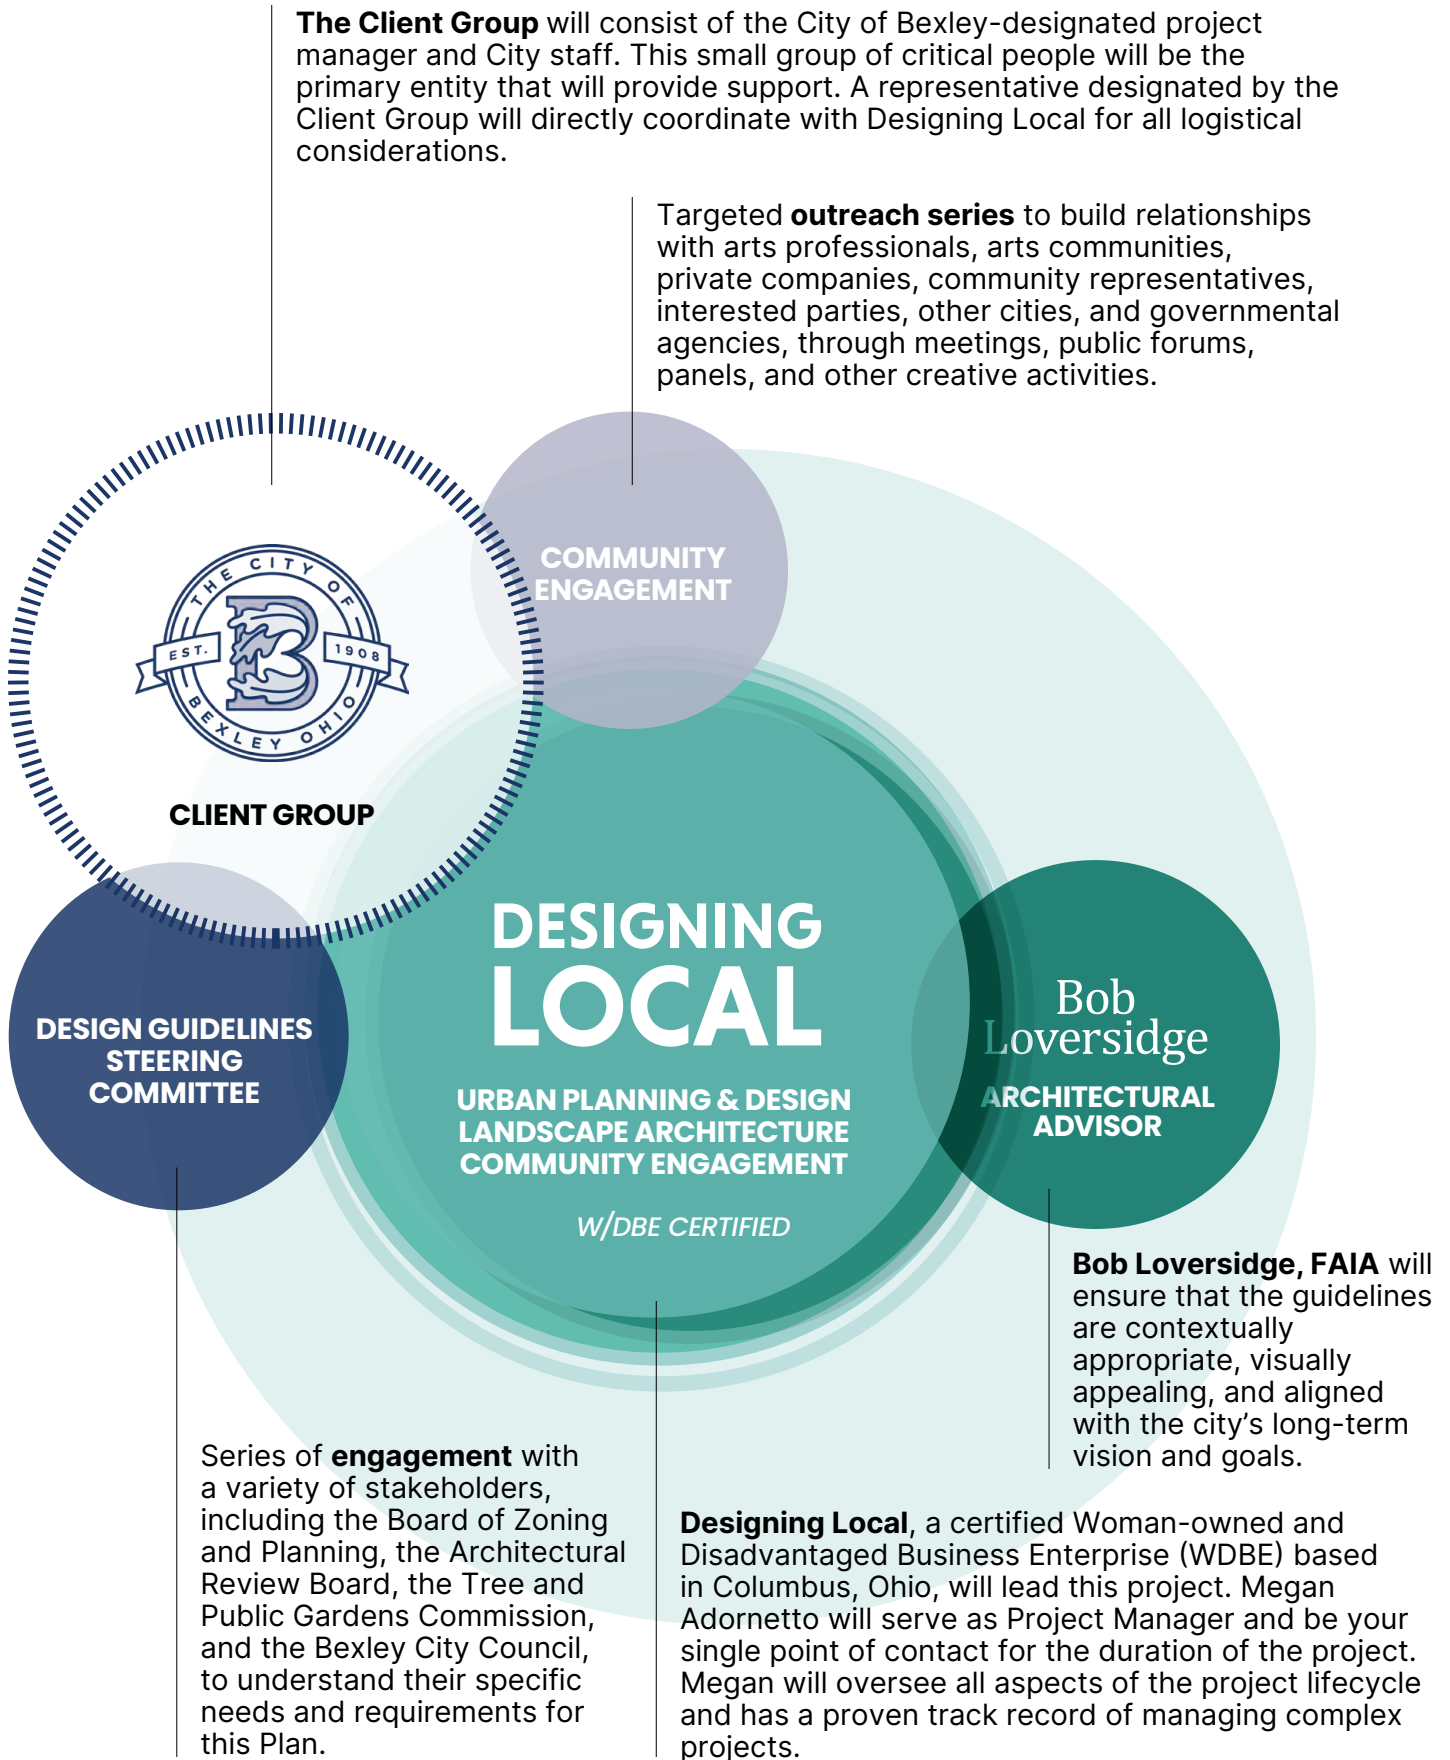 The Client Group will consist of the City of Bexley-designated project
manager and City staff. This small group of critical people will be the
primary entity that will provide support. A representative designated by the
Client Group will directly coordinate with Designing Local for all logistical
considerations.
Targeted outreach series to build relationships
with arts professionals, arts communities,
private companies, community representatives,
interested parties, other cities, and governmental
agencies, through meetings, public forums,
panels, and other creative activities.
COMMUNITY
ENGAGEMENT
THE CITY OF
EST.
B
1908
BEXLEY OHIO
CLIENT GROUP
DESIGN GUIDELINES
STEERING
COMMITTEE
DESIGNING
LOCAL
URBAN PLANNING & DESIGN
LANDSCAPE ARCHITECTURE
COMMUNITY ENGAGEMENT
W/DBE CERTIFIED
Bob
Loversidge
ARCHITECTURAL
ADVISOR
Bob Loversidge, FAIA will
ensure that the guidelines
are contextually
appropriate, visually
appealing, and aligned
with the city’s long-term
vision and goals.
Series of engagement with
a variety of stakeholders,
including the Board of Zoning
and Planning, the Architectural
Review Board, the Tree and
Public Gardens Commission,
and the Bexley City Council,
to understand their specific
needs and requirements for
this Plan.
Designing Local, a certified Woman-owned and
Disadvantaged Business Enterprise (WDBE) based
in Columbus, Ohio, will lead this project. Megan
Adornetto will serve as Project Manager and be your
single point of contact for the duration of the project.
Megan will oversee all aspects of the project lifecycle
and has a proven track record of managing complex
projects.